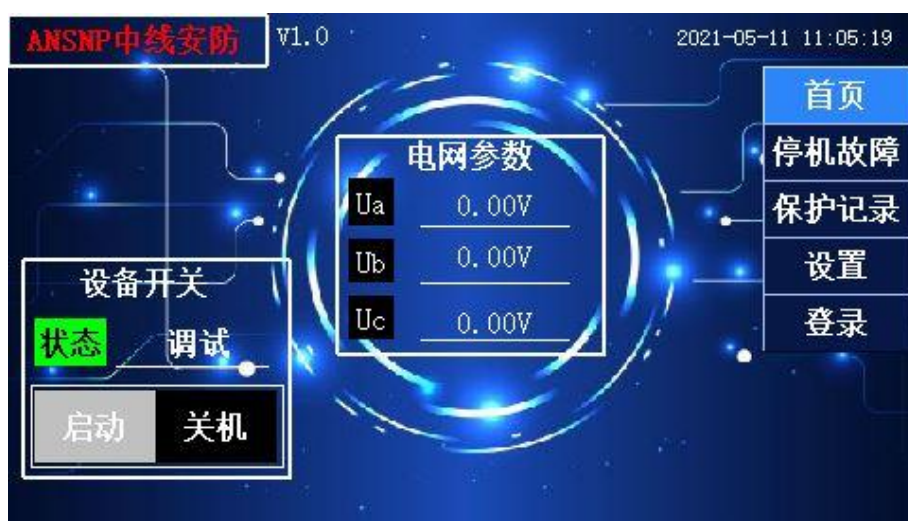 ANSNP中线安防 V1.0 2021-05-11 11:05:19
首页
停机故障
保护记录
设置
登录
电网参数
Ua 0.00V
Ub 0.00V
Uc 0.00V
设备开关
状态 调试
启动 关机